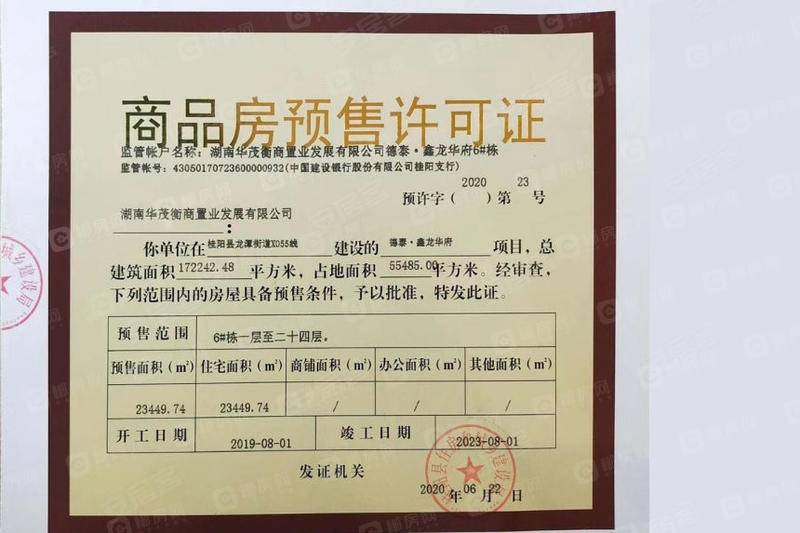 商品房预售许可证
监管帐户名称：湖南华茂衡商置业发展有限公司德泰·鑫龙华府6#栋
监管帐号：43050170723600000932(中国建设银行股份有限公司桂阳支行)
预许字（2020）第23号
湖南华茂衡商置业发展有限公司：
你单位在桂阳县龙潭街道X055线建设的德泰·鑫龙华府项目，总
建筑面积172242.48平方米，占地面积55485.00平方米。经审查，
下列范围内的房屋具备预售条件，予以批准，特发此证。
预售范围 6#栋一层至二十四层。
预售面积（㎡） 住宅面积（㎡） 商铺面积（㎡） 办公面积（㎡） 其他面积（㎡）
23449.74 23449.74 / / /
开工日期 2019-08-01 竣工日期 2023-08-01
发证机关
2020年06月22日